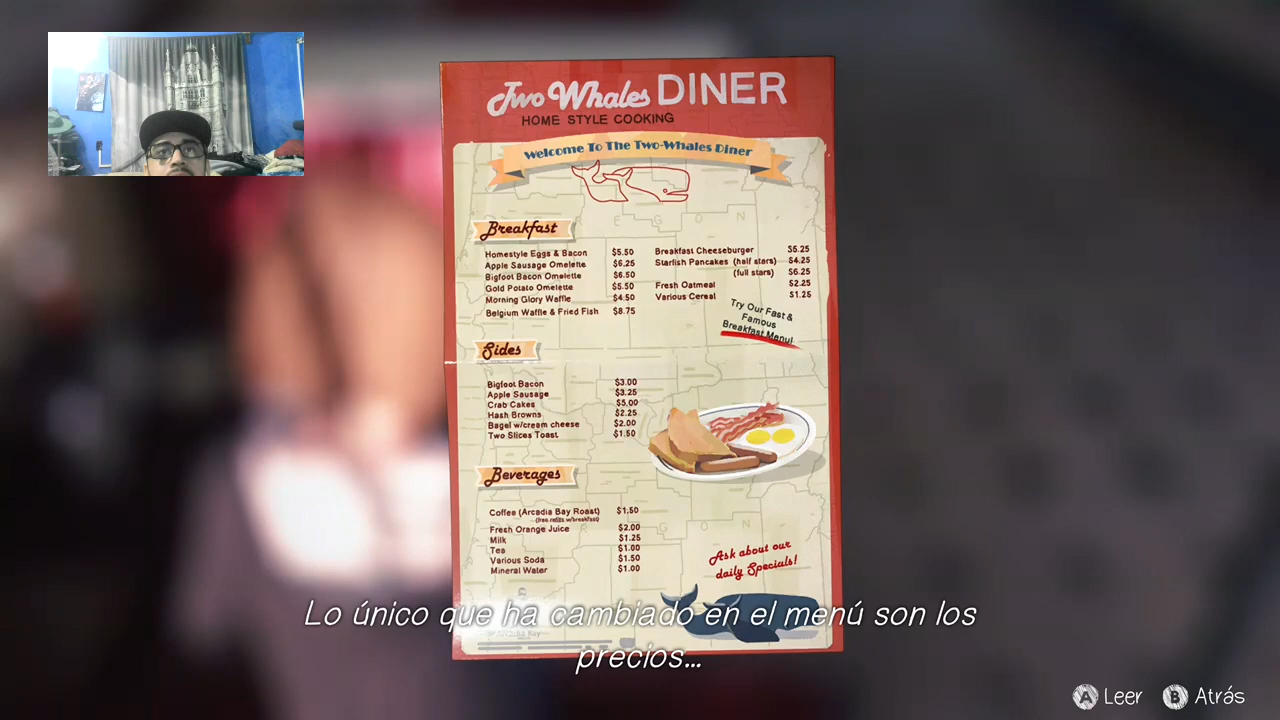 Two Whales DINER
HOME STYLE COOKING
Welcome To The Two-Whales Diner
Breakfast
Homestyle Eggs & Bacon $5.50
Apple Sausage Omelette $6.25
Bigfoot Bacon Omelette $6.50
Gold Potato Omelette $5.50
Morning Glory Waffle $4.50
Belgium Waffle & Fried Fish $8.75
Breakfast Cheeseburger $5.25
Starfish Pancakes (half stars) $4.25
(full stars) $6.25
Fresh Oatmeal $2.25
Various Cereal $1.25
Try Our Fast &
Famous
Breakfast Menu!
Sides
Bigfoot Bacon $3.00
Apple Sausage $3.25
Crab Cakes $5.00
Hash Browns $2.25
Bagel w/cream cheese $2.00
Two Slices Toast $1.50
Beverages
Coffee (Arcadia Bay Roast) $1.50
(free refills w/breakfast)
Fresh Orange Juice $2.00
Milk $1.25
Tea $1.00
Various Soda $1.50
Mineral Water $1.00
Ask about our
daily Specials!
Lo único que ha cambiado en el menú son los
precios...
A Leer B Atrás